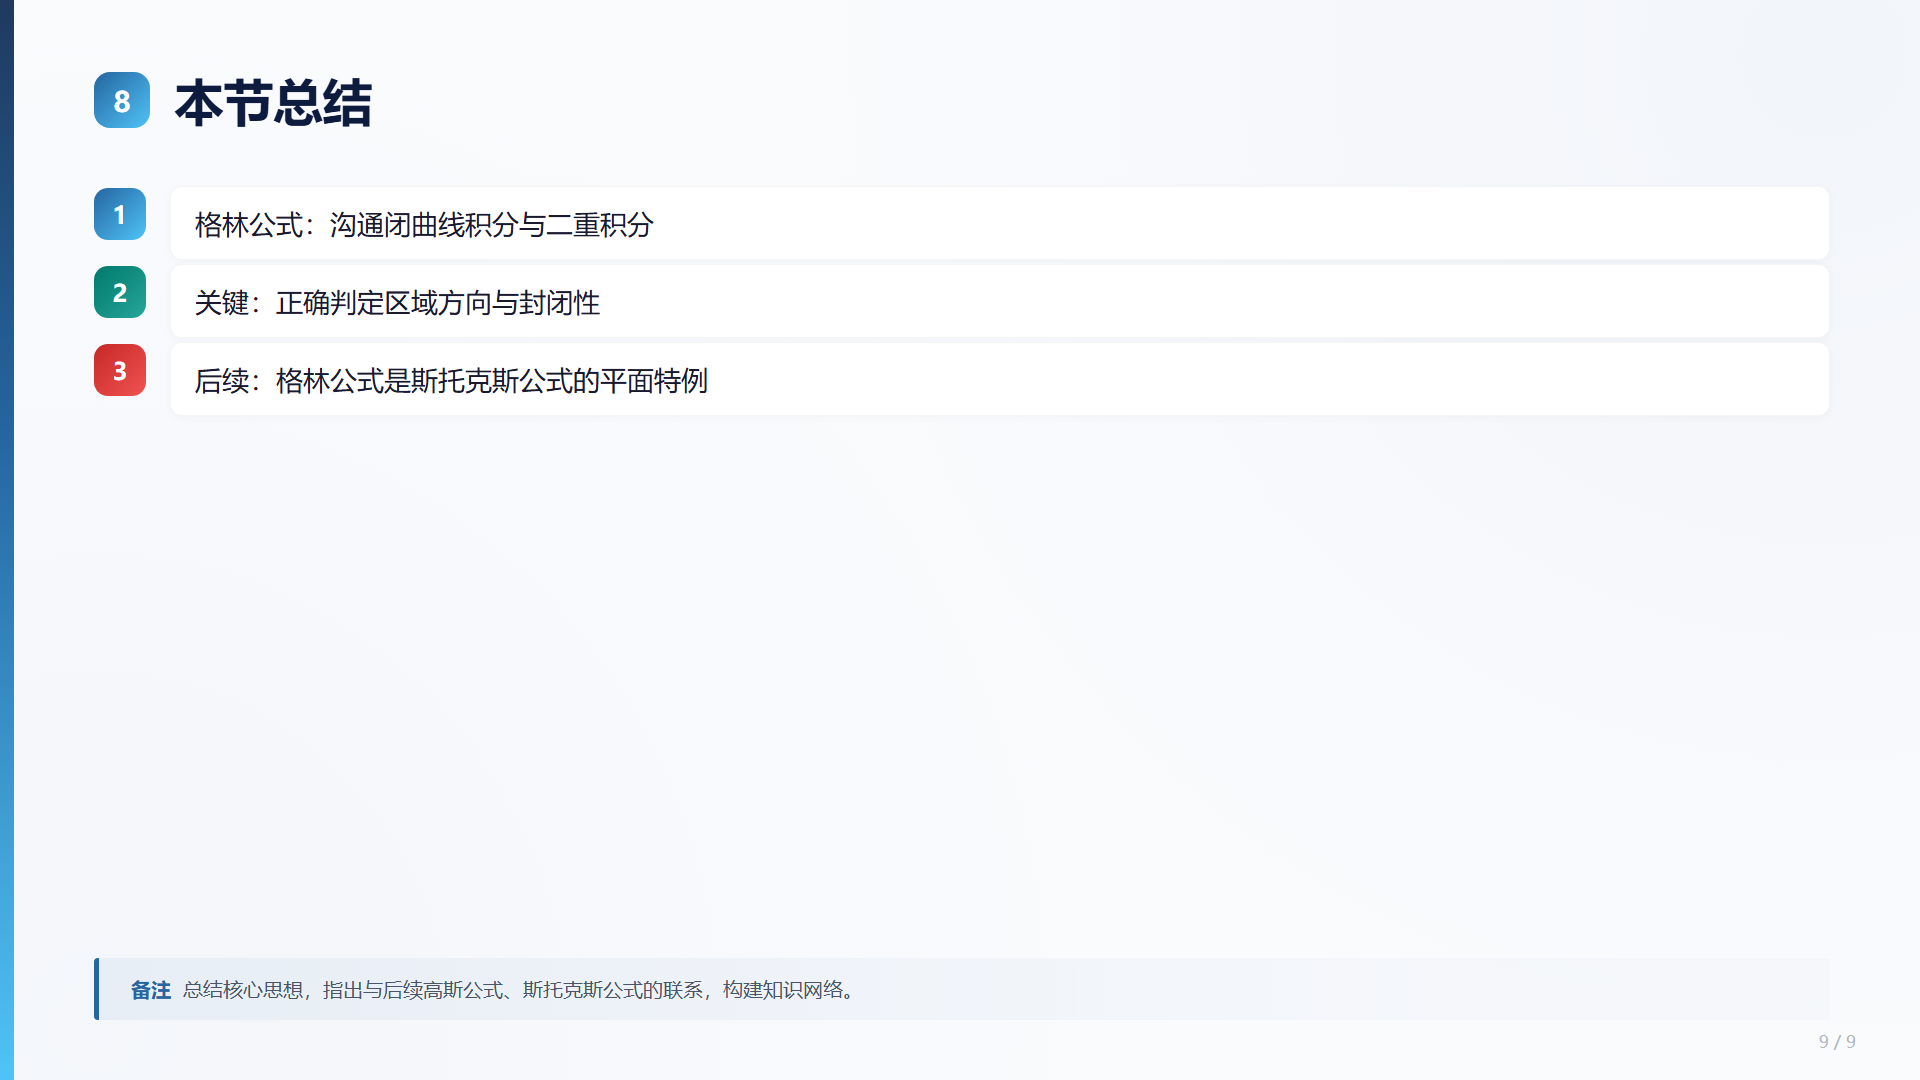 8 本节总结
1 格林公式：沟通闭曲线积分与二重积分
2 关键：正确判定区域方向与封闭性
3 后续：格林公式是斯托克斯公式的平面特例
备注 总结核心思想，指出与后续高斯公式、斯托克斯公式的联系，构建知识网络。
9 / 9